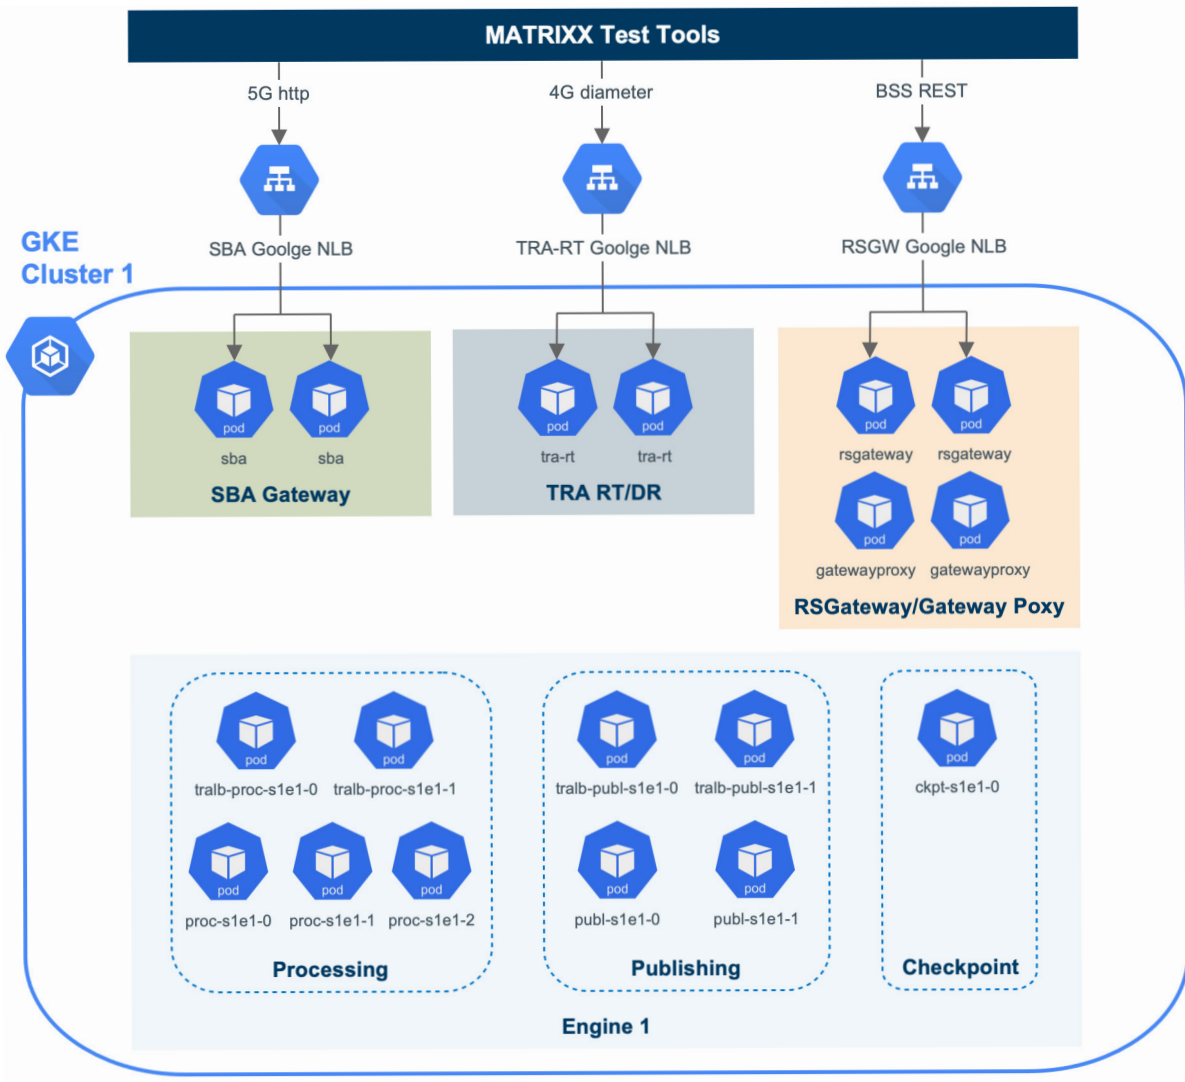 MATRIXX Test Tools
5G http
4G diameter
BSS REST
SBA Goolge NLB
TRA-RT Goolge NLB
RSGW Google NLB
GKE
Cluster 1
pod
pod
sba
sba
SBA Gateway
pod
pod
tra-rt
tra-rt
TRA RT/DR
pod
pod
rsgateway
rsgateway
pod
pod
gatewayproxy
gatewayproxy
RSGateway/Gateway Poxy
pod
pod
tralb-proc-s1e1-0
tralb-proc-s1e1-1
pod
pod
pod
proc-s1e1-0
proc-s1e1-1
proc-s1e1-2
Processing
pod
pod
tralb-publ-s1e1-0
tralb-publ-s1e1-1
pod
pod
publ-s1e1-0
publ-s1e1-1
Publishing
pod
ckpt-s1e1-0
Checkpoint
Engine 1